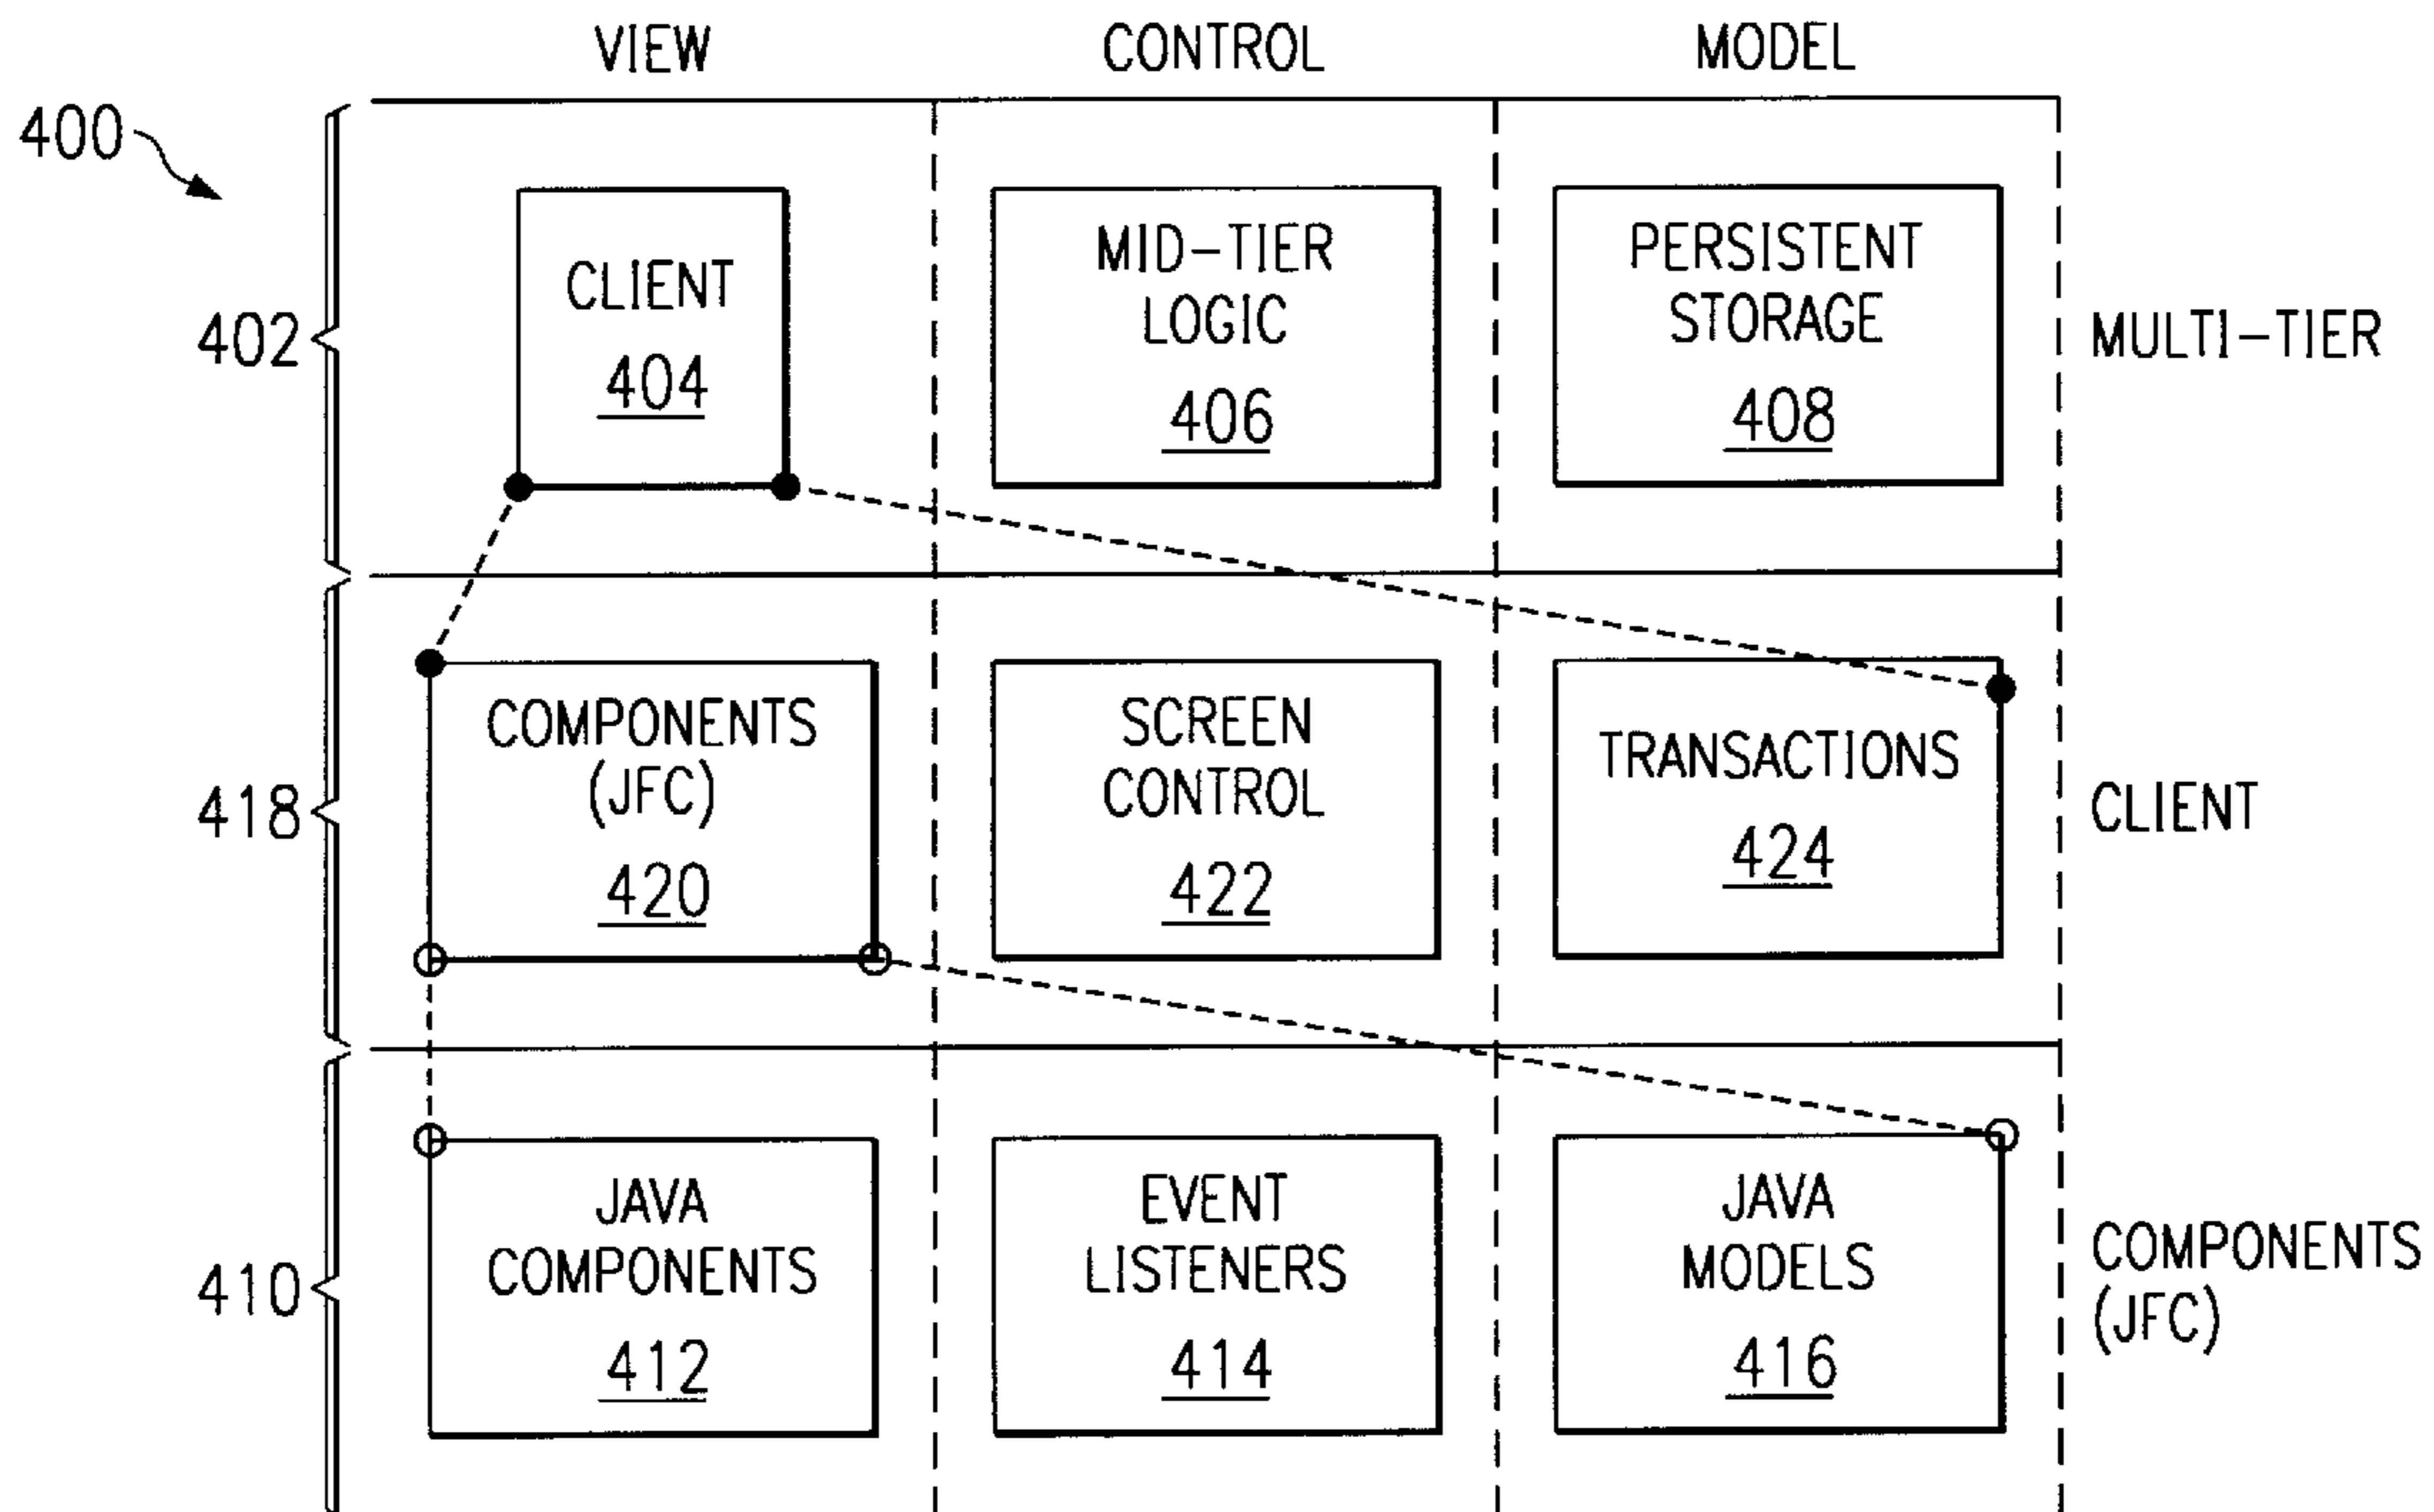 VIEW CONTROL MODEL
400
402
CLIENT
404
MID-TIER
LOGIC
406
PERSISTENT
STORAGE
408
MULTI-TIER
418
COMPONENTS
(JFC)
420
SCREEN
CONTROL
422
TRANSACTIONS
424
CLIENT
410
JAVA
COMPONENTS
412
EVENT
LISTENERS
414
JAVA
MODELS
416
COMPONENTS
(JFC)